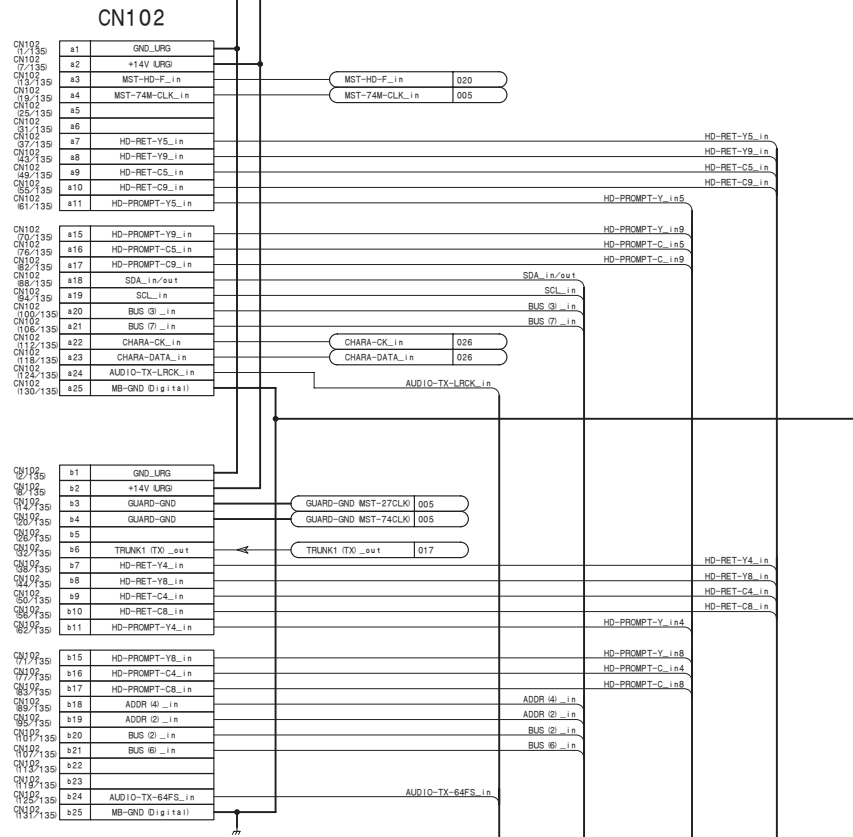 CN102
CN102 (1/135) a1 GND_URG
CN102 (7/135) a2 +14V (URG)
CN102 (13/135) a3 MST-HD-F_in MST-HD-F_in 020
CN102 (19/135) a4 MST-74M-CLK_in MST-74M-CLK_in 005
CN102 (25/135) a5
CN102 (31/135) a6
CN102 (37/135) a7 HD-RET-Y5_in HD-RET-Y5_in
CN102 (43/135) a8 HD-RET-Y9_in HD-RET-Y9_in
CN102 (49/135) a9 HD-RET-C5_in HD-RET-C5_in
CN102 (55/135) a10 HD-RET-C9_in HD-RET-C9_in
CN102 (61/135) a11 HD-PROMPT-Y5_in HD-PROMPT-Y_in5
CN102 (70/135) a15 HD-PROMPT-Y9_in HD-PROMPT-Y_in9
CN102 (76/135) a16 HD-PROMPT-C5_in HD-PROMPT-C_in5
CN102 (82/135) a17 HD-PROMPT-C9_in HD-PROMPT-C_in9
CN102 (88/135) a18 SDA_in/out SDA_in/out
CN102 (94/135) a19 SCL_in SCL_in
CN102 (100/135) a20 BUS (3) _in BUS (3) _in
CN102 (106/135) a21 BUS (7) _in BUS (7) _in
CN102 (112/135) a22 CHARA-CK_in CHARA-CK_in 026
CN102 (118/135) a23 CHARA-DATA_in CHARA-DATA_in 026
CN102 (124/135) a24 AUDIO-TX-LRCK_in AUDIO-TX-LRCK_in
CN102 (130/135) a25 MB-GND (Digital)
CN102 (2/135) b1 GND_URG
CN102 (8/135) b2 +14V (URG)
CN102 (14/135) b3 GUARD-GND GUARD-GND (MST-27CLK) 005
CN102 (20/135) b4 GUARD-GND GUARD-GND (MST-74CLK) 005
CN102 (26/135) b5
CN102 (32/135) b6 TRUNK1 (TX) _out TRUNK1 (TX) _out 017
CN102 (38/135) b7 HD-RET-Y4_in HD-RET-Y4_in
CN102 (44/135) b8 HD-RET-Y8_in HD-RET-Y8_in
CN102 (50/135) b9 HD-RET-C4_in HD-RET-C4_in
CN102 (56/135) b10 HD-RET-C8_in HD-RET-C8_in
CN102 (62/135) b11 HD-PROMPT-Y4_in HD-PROMPT-Y_in4
CN102 (71/135) b15 HD-PROMPT-Y8_in HD-PROMPT-Y_in8
CN102 (77/135) b16 HD-PROMPT-C4_in HD-PROMPT-C_in4
CN102 (83/135) b17 HD-PROMPT-C8_in HD-PROMPT-C_in8
CN102 (89/135) b18 ADDR (4) _in ADDR (4) _in
CN102 (95/135) b19 ADDR (2) _in ADDR (2) _in
CN102 (101/135) b20 BUS (2) _in BUS (2) _in
CN102 (107/135) b21 BUS (6) _in BUS (6) _in
CN102 (113/135) b22
CN102 (119/135) b23
CN102 (125/135) b24 AUDIO-TX-64FS_in AUDIO-TX-64FS_in
CN102 (131/135) b25 MB-GND (Digital)